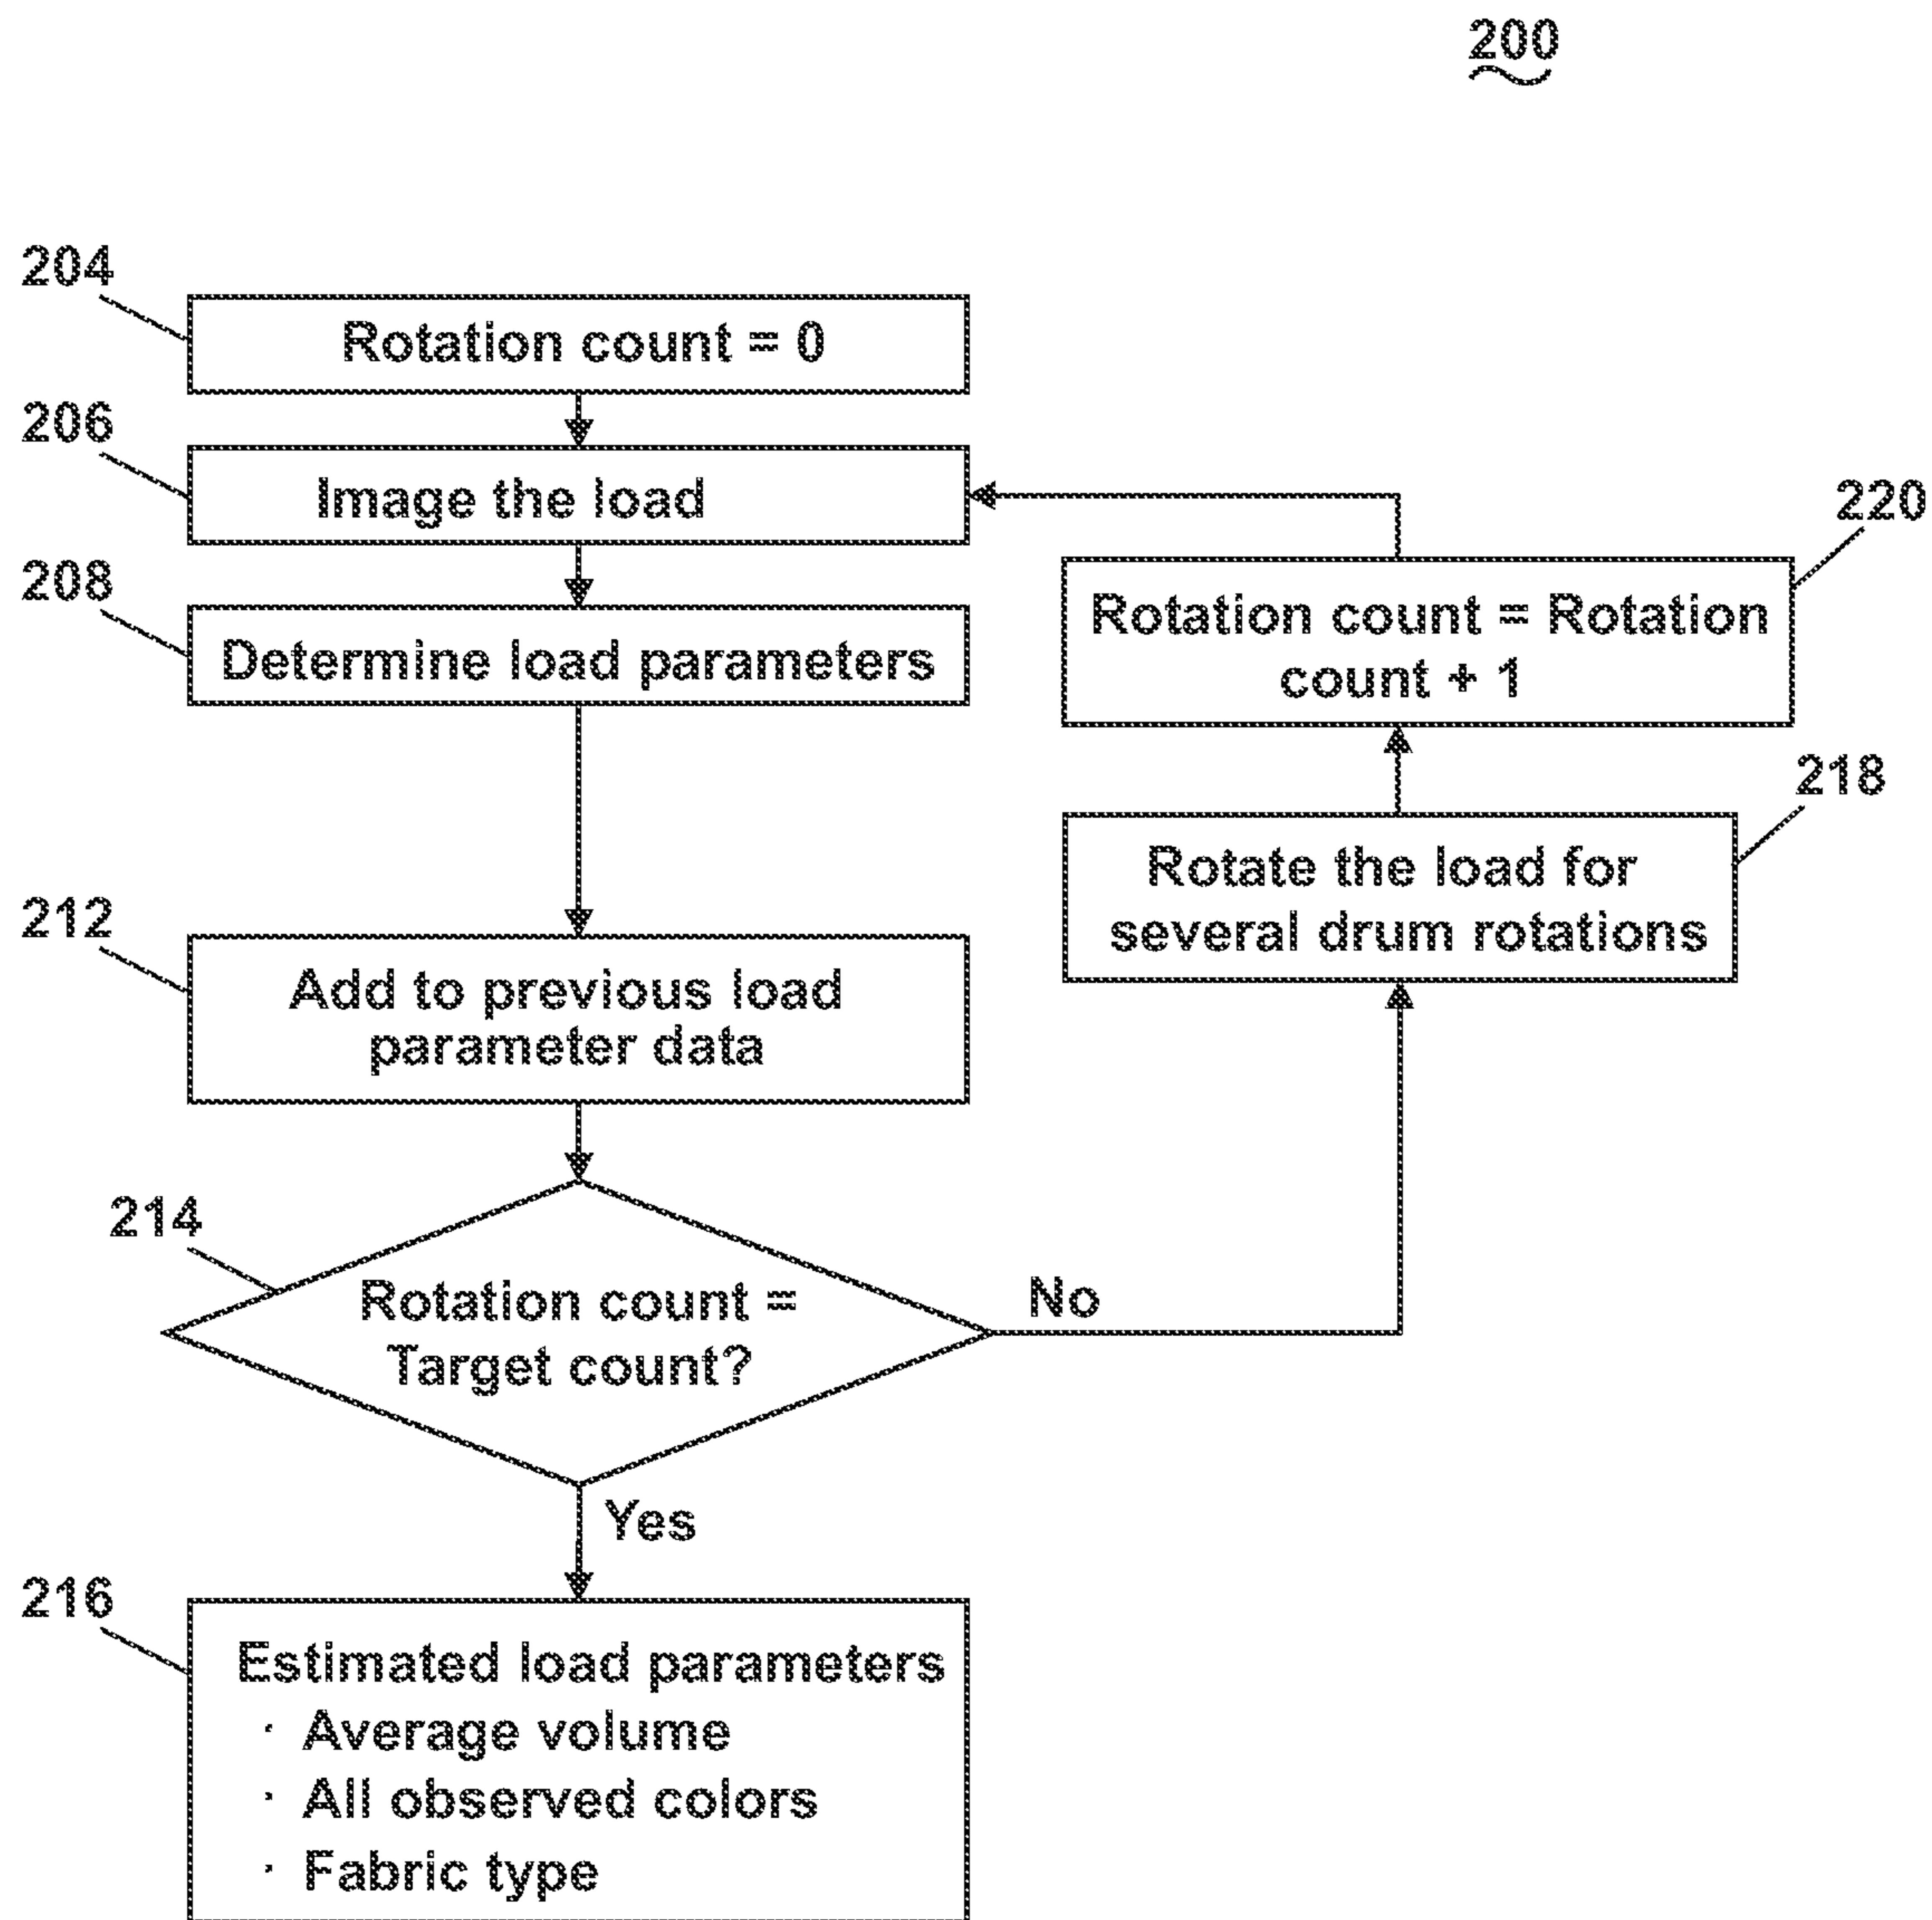 200
204
Rotation count = 0
206
Image the load
208
Determine load parameters
220
Rotation count = Rotation
count + 1
218
Rotate the load for
several drum rotations
212
Add to previous load
parameter data
214
Rotation count =
Target count?
No
Yes
216
Estimated load parameters
· Average volume
· All observed colors
· Fabric type